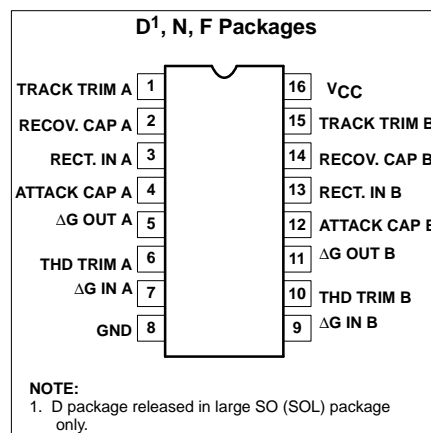 D1, N, F Packages
TRACK TRIM A 1 16 VCC
RECOV. CAP A 2 15 TRACK TRIM B
RECT. IN A 3 14 RECOV. CAP B
ATTACK CAP A 4 13 RECT. IN B
ΔG OUT A 5 12 ATTACK CAP B
THD TRIM A 6 11 ΔG OUT B
ΔG IN A 7 10 THD TRIM B
GND 8 9 ΔG IN B
NOTE:
1. D package released in large SO (SOL) package
only.